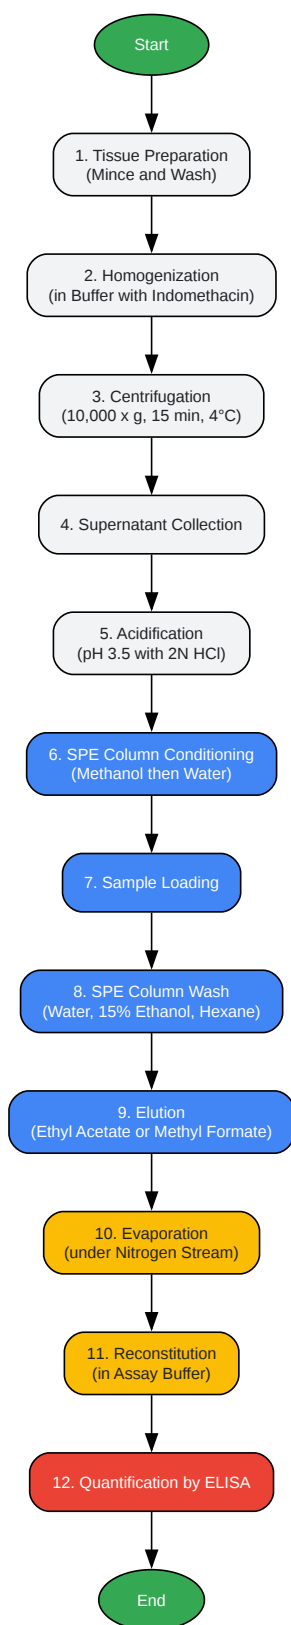 Start
1. Tissue Preparation
(Mince and Wash)
2. Homogenization
(in Buffer with Indomethacin)
3. Centrifugation
(10,000 x g, 15 min, 4°C)
4. Supernatant Collection
5. Acidification
(pH 3.5 with 2N HCl)
6. SPE Column Conditioning
(Methanol then Water)
7. Sample Loading
8. SPE Column Wash
(Water, 15% Ethanol, Hexane)
9. Elution
(Ethyl Acetate or Methyl Formate)
10. Evaporation
(under Nitrogen Stream)
11. Reconstitution
(in Assay Buffer)
12. Quantification by ELISA
End